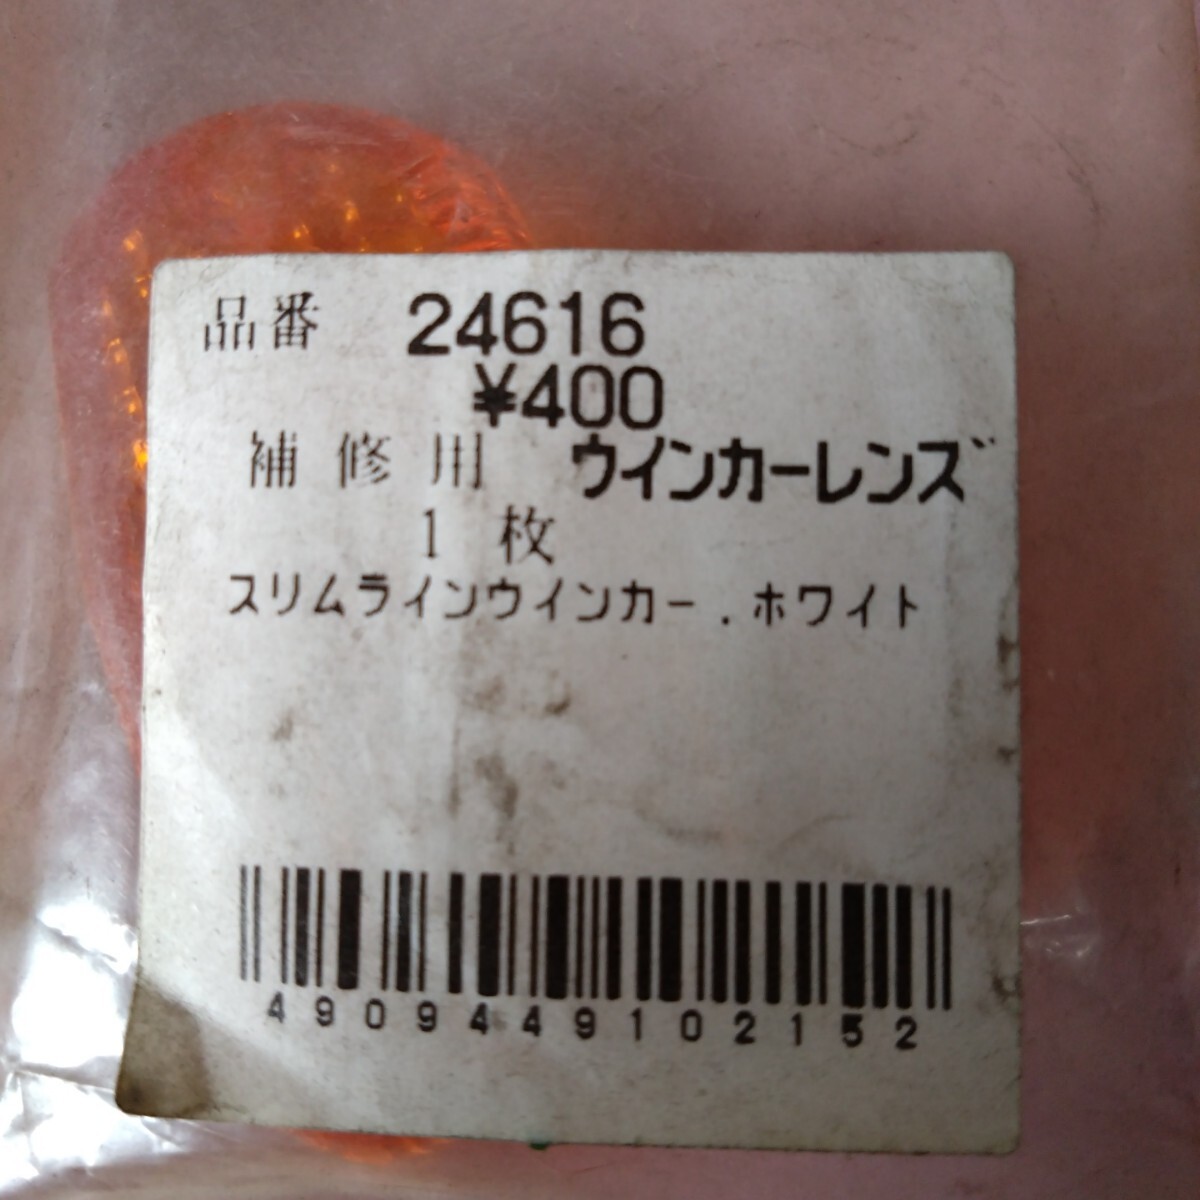 品番 24616
¥400
補修用 ウインカーレンズ
1枚
スリムラインウインカー.ホワイト
4909449102152